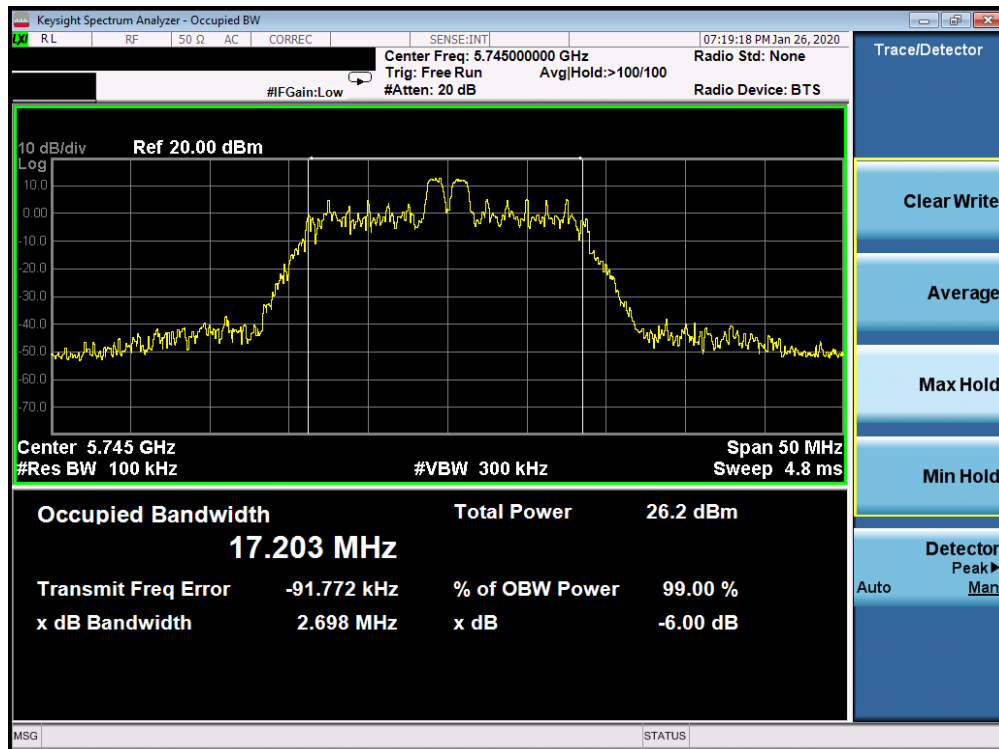 Keysight Spectrum Analyzer - Occupied BW
LXI RL RF 50 Ω AC CORREC SENSE:INT 07:19:18 PM Jan 26, 2020
Center Freq: 5.745000000 GHz Radio Std: None
Trig: Free Run Avg|Hold:>100/100
#IFGain:Low #Atten: 20 dB Radio Device: BTS
10 dB/div Ref 20.00 dBm
Log
10.0
0.00
-10.0
-20.0
-30.0
-40.0
-50.0
-60.0
-70.0
Center 5.745 GHz Span 50 MHz
#Res BW 100 kHz #VBW 300 kHz Sweep 4.8 ms
Occupied Bandwidth Total Power 26.2 dBm
17.203 MHz
Transmit Freq Error -91.772 kHz % of OBW Power 99.00 %
x dB Bandwidth 2.698 MHz x dB -6.00 dB
MSG STATUS
Trace/Detector
Clear Write
Average
Max Hold
Min Hold
Detector
Peak▶
Auto Man